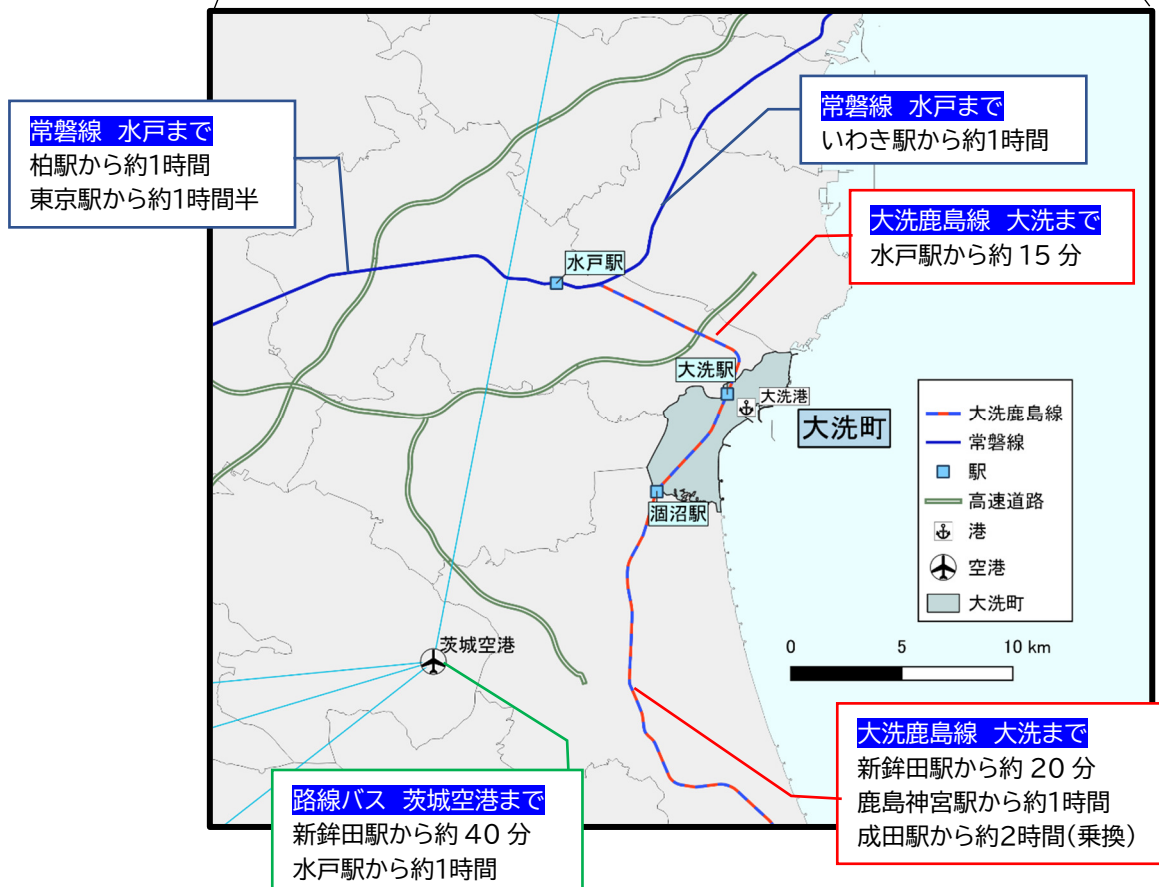 常磐線 水戸まで
柏駅から約1時間
東京駅から約1時間半
常磐線 水戸まで
いわき駅から約1時間
大洗鹿島線 大洗まで
水戸駅から約 15 分
水戸駅
大洗駅
大洗港
大洗町
涸沼駅
大洗鹿島線
常磐線
駅
高速道路
港
空港
大洗町
0 5 10 km
茨城空港
路線バス 茨城空港まで
新鉾田駅から約 40 分
水戸駅から約1時間
大洗鹿島線 大洗まで
新鉾田駅から約 20 分
鹿島神宮駅から約1時間
成田駅から約2時間(乗換)